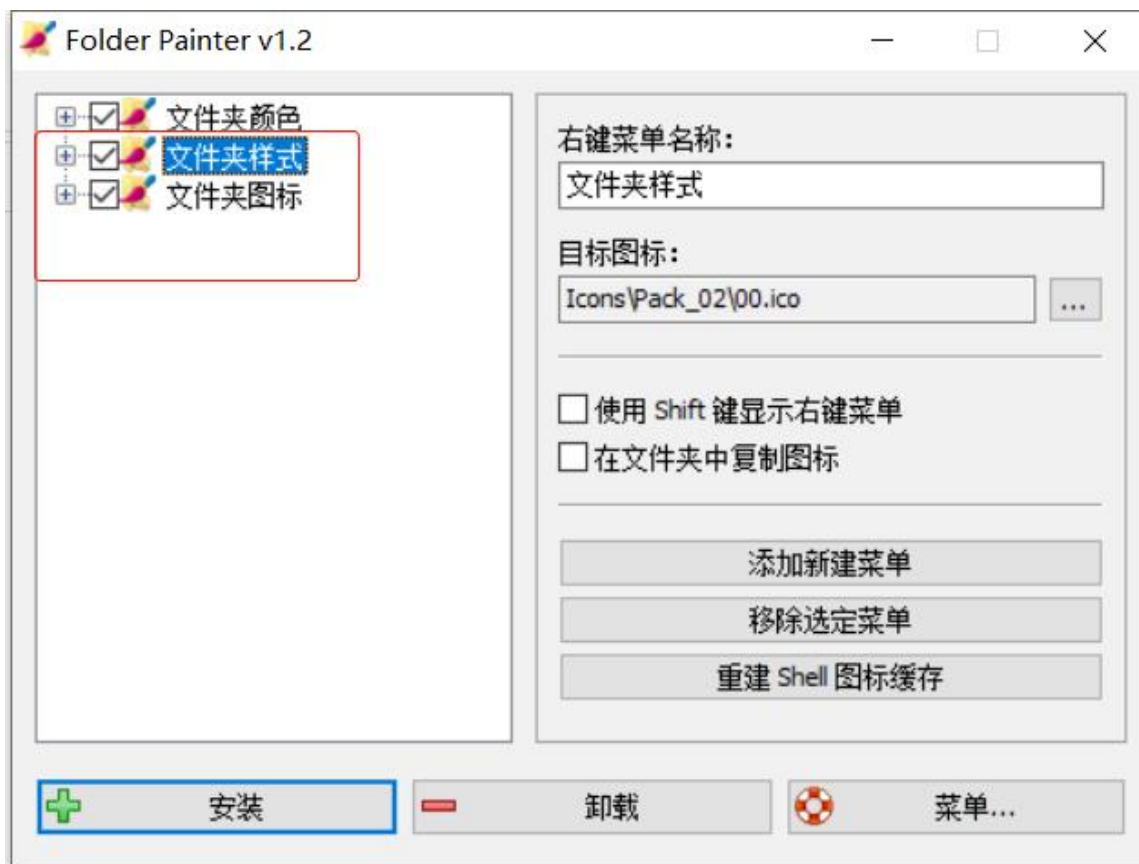 Folder Painter v1.2
文件夹颜色
文件夹样式
文件夹图标
右键菜单名称:
文件夹样式
目标图标:
Icons\Pack_02\00.ico
...
使用 Shift 键显示右键菜单
在文件夹中复制图标
添加新建菜单
移除选定菜单
重建 Shell 图标缓存
安装
卸载
菜单...